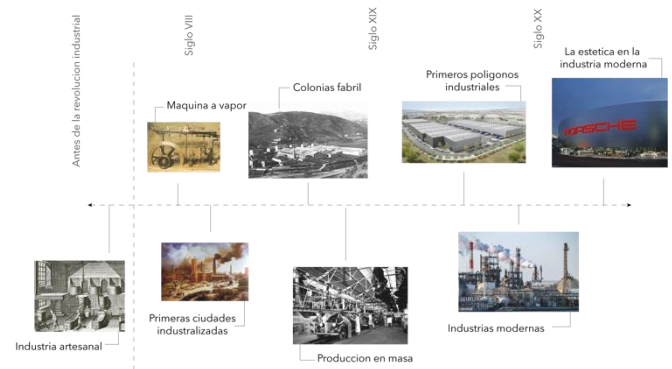 Antes de la revolucion industrial
Siglo VIII
Siglo XIX
Siglo XX
Maquina a vapor
Colonias fabril
Primeros poligonos
industriales
La estetica en la
industria moderna
PORSCHE
Industria artesanal
Primeras ciudades
industralizadas
Produccion en masa
Industrias modernas